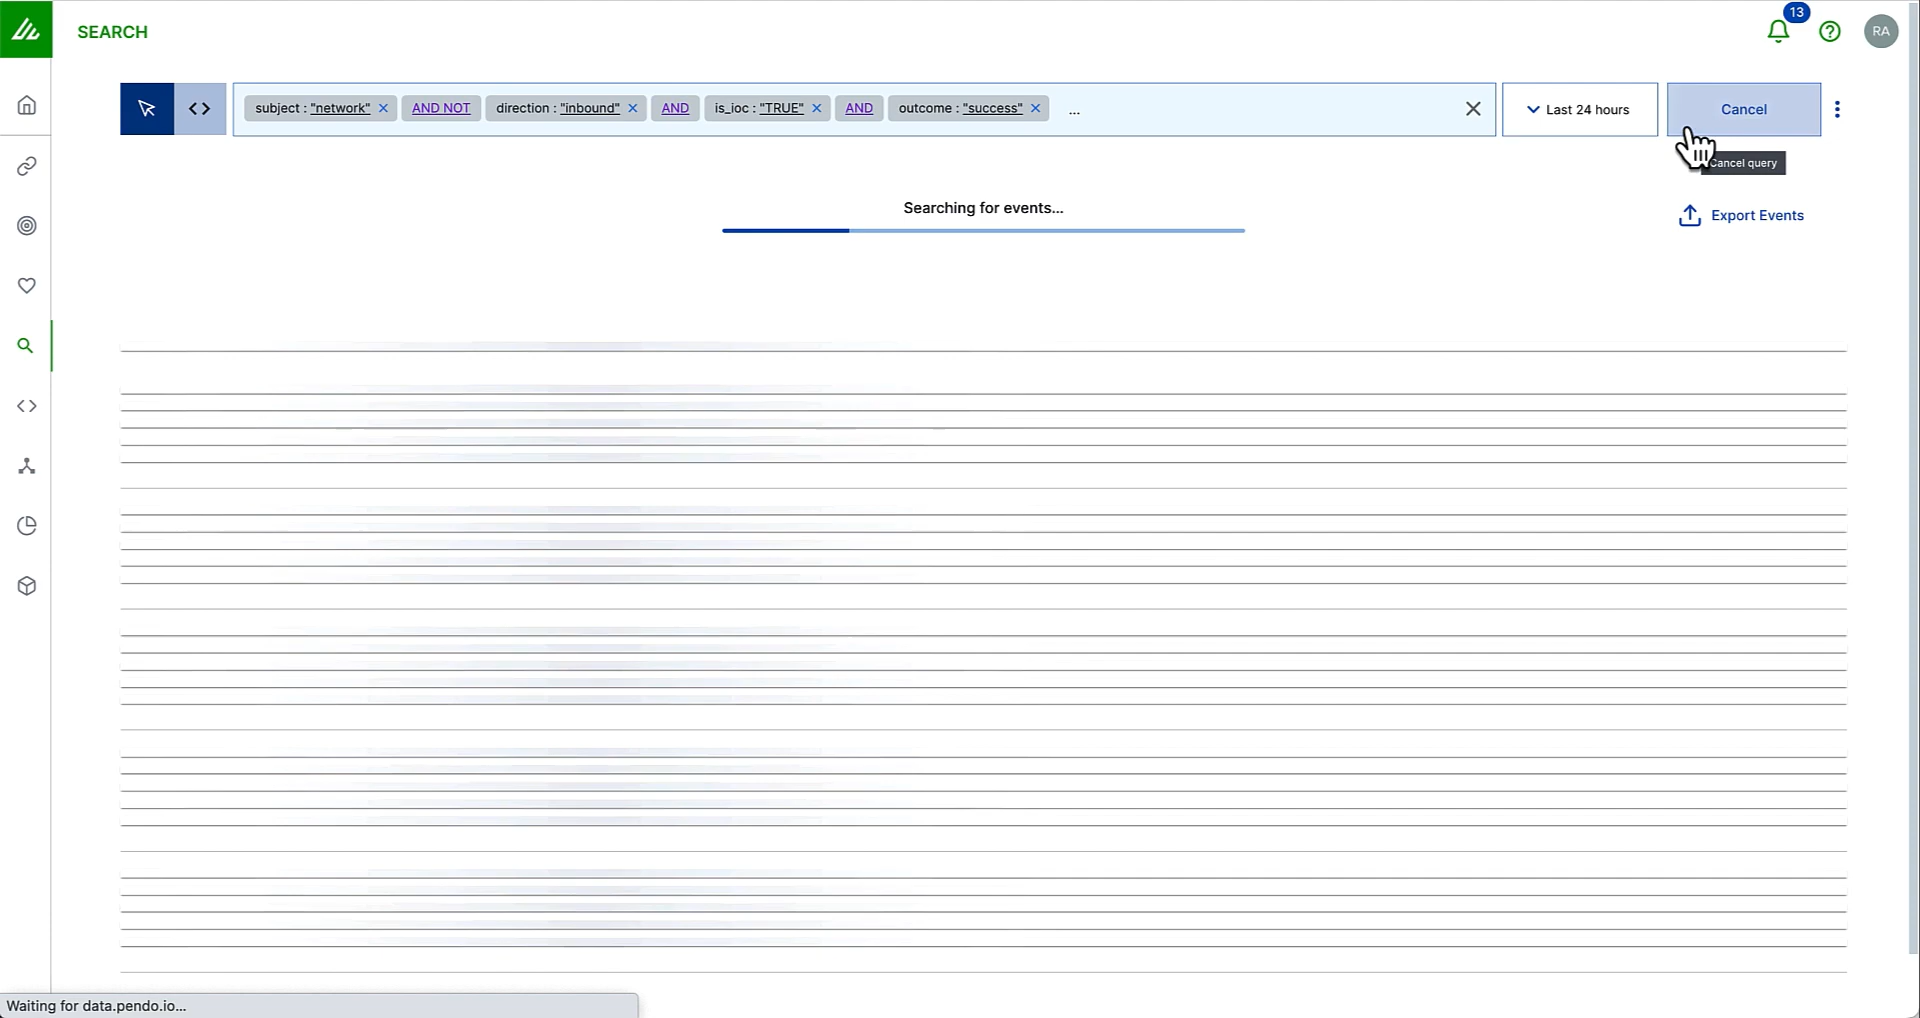 SEARCH
13
RA
subject : "network" × AND NOT direction : "inbound" × AND is_ioc : "TRUE" × AND outcome : "success" × ...
Last 24 hours
Cancel
Cancel query
Searching for events...
Export Events
Waiting for data.pendo.io...